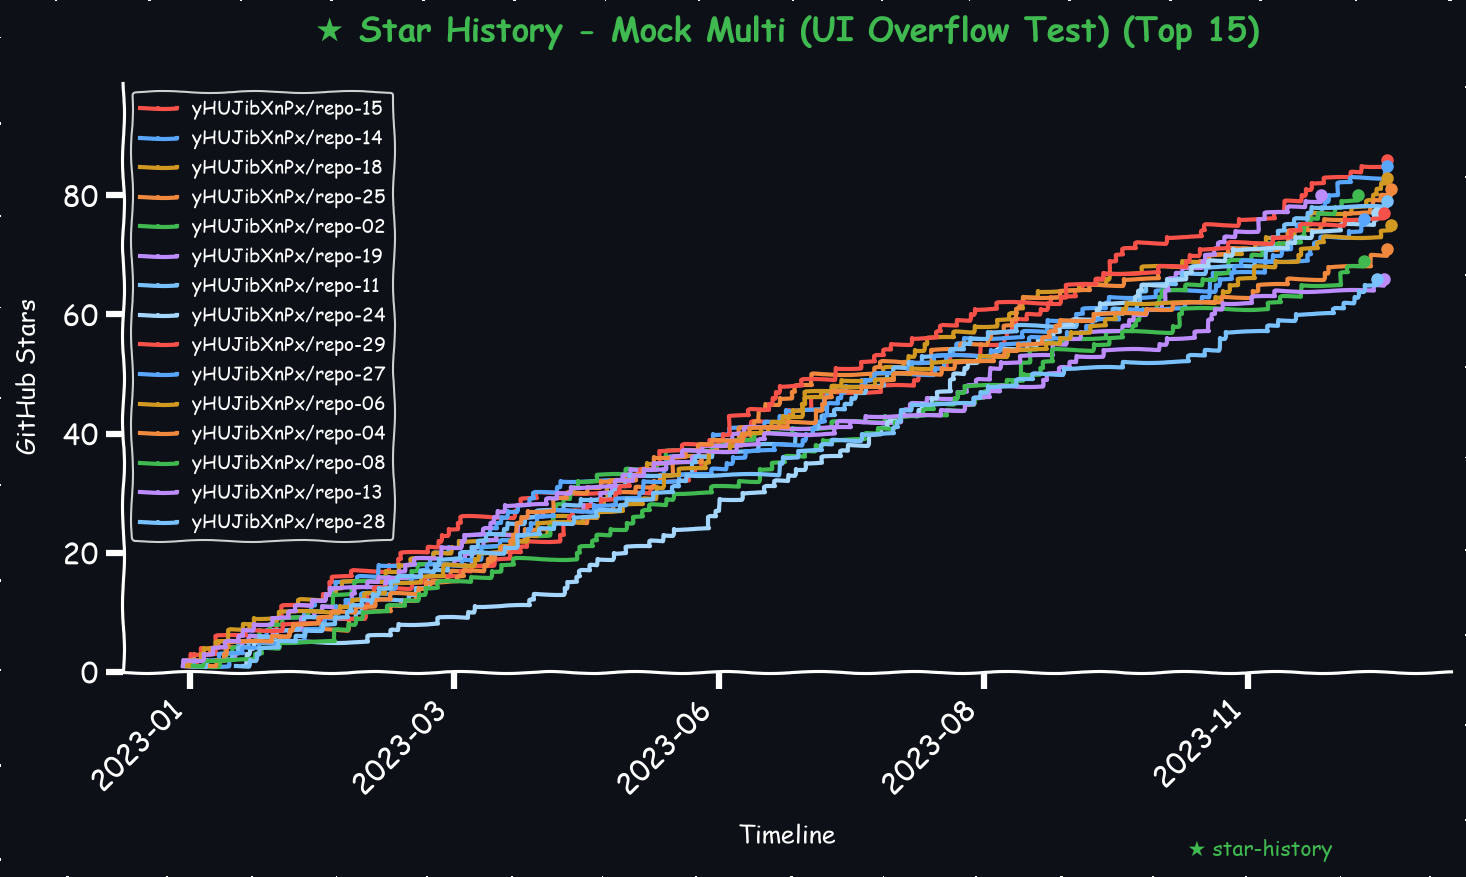 ★ Star History - Mock Multi (UI Overflow Test) (Top 15)
yHUJibXnPx/repo-15
yHUJibXnPx/repo-14
yHUJibXnPx/repo-18
yHUJibXnPx/repo-25
yHUJibXnPx/repo-02
yHUJibXnPx/repo-19
yHUJibXnPx/repo-11
yHUJibXnPx/repo-24
yHUJibXnPx/repo-29
yHUJibXnPx/repo-27
yHUJibXnPx/repo-06
yHUJibXnPx/repo-04
yHUJibXnPx/repo-08
yHUJibXnPx/repo-13
yHUJibXnPx/repo-28
GitHub Stars
80
60
40
20
0
2023-01
2023-03
2023-06
2023-08
2023-11
Timeline
★ star-history